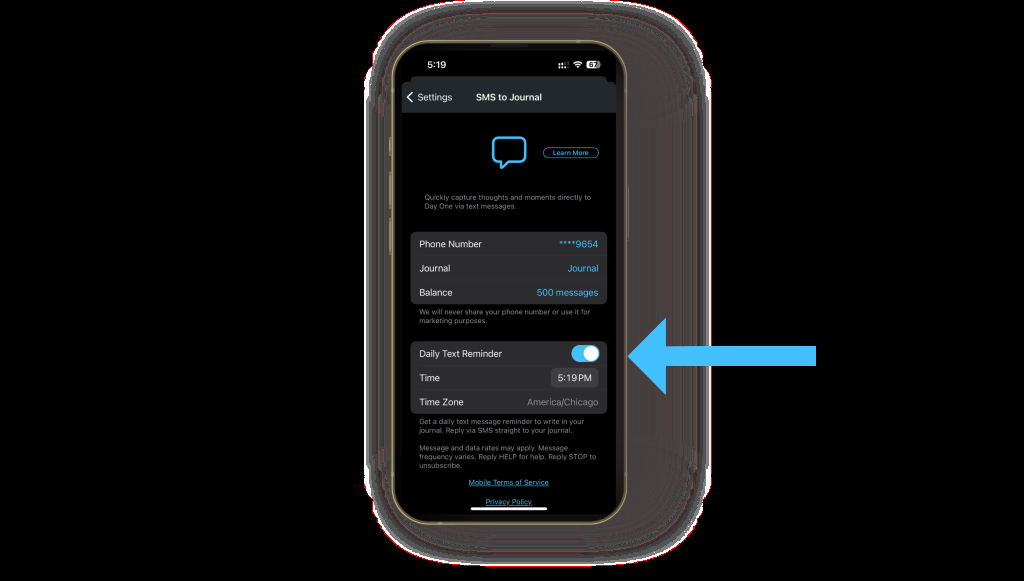 5:19
67
Settings SMS to Journal
Learn More
Quickly capture thoughts and moments directly to
Day One via text messages.
Phone Number ****9654
Journal Journal
Balance 500 messages
We will never share your phone number or use it for
marketing purposes.
Daily Text Reminder
Time 5:19 PM
Time Zone America/Chicago
Get a daily text message reminder to write in your
journal. Reply via SMS straight to your journal.
Message and data rates may apply. Message
frequency varies. Reply HELP for help. Reply STOP to
unsubscribe.
Mobile Terms of Service
Privacy Policy